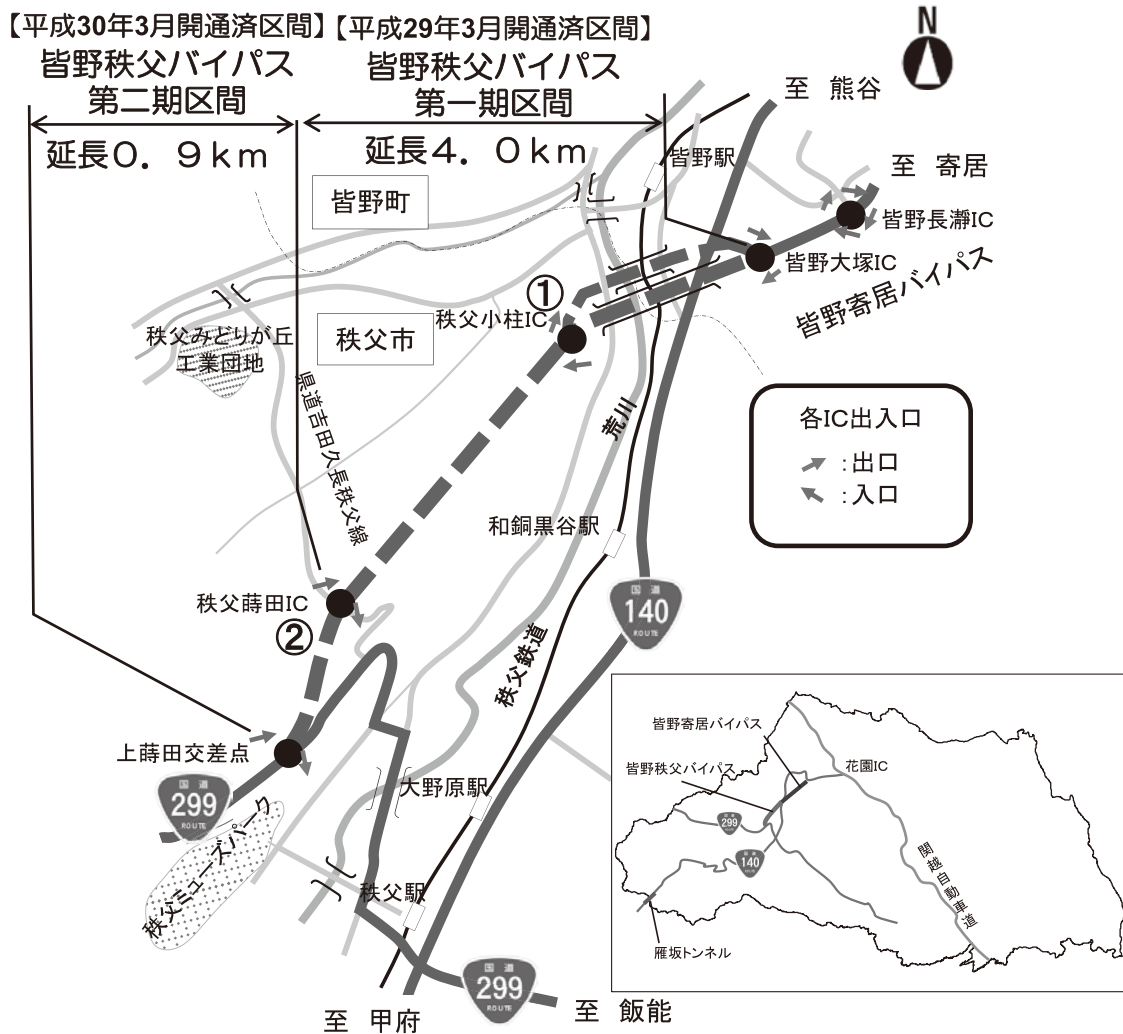 【平成30年3月開通済区間】
【平成29年3月開通済区間】
皆野秩父バイパス
第二期区間
皆野秩父バイパス
第一期区間
延長0．9km
延長4．0km
N
至 熊谷
皆野駅
至 寄居
皆野町
皆野長瀞IC
皆野大塚IC
皆野寄居バイパス
①
秩父小柱IC
秩父市
秩父みどりが丘
工業団地
県道吉田久長秩父線
荒川
各IC出入口
:出口
:入口
和銅黒谷駅
国道
140
ROUTE
秩父蒔田IC
②
秩父鉄道
上蒔田交差点
国道
299
ROUTE
大野原駅
秩父ミューズパーク
秩父駅
国道
299
ROUTE
至 飯能
至 甲府
皆野寄居バイパス
皆野秩父バイパス
花園IC
299
140
関越自動車道
雁坂トンネル